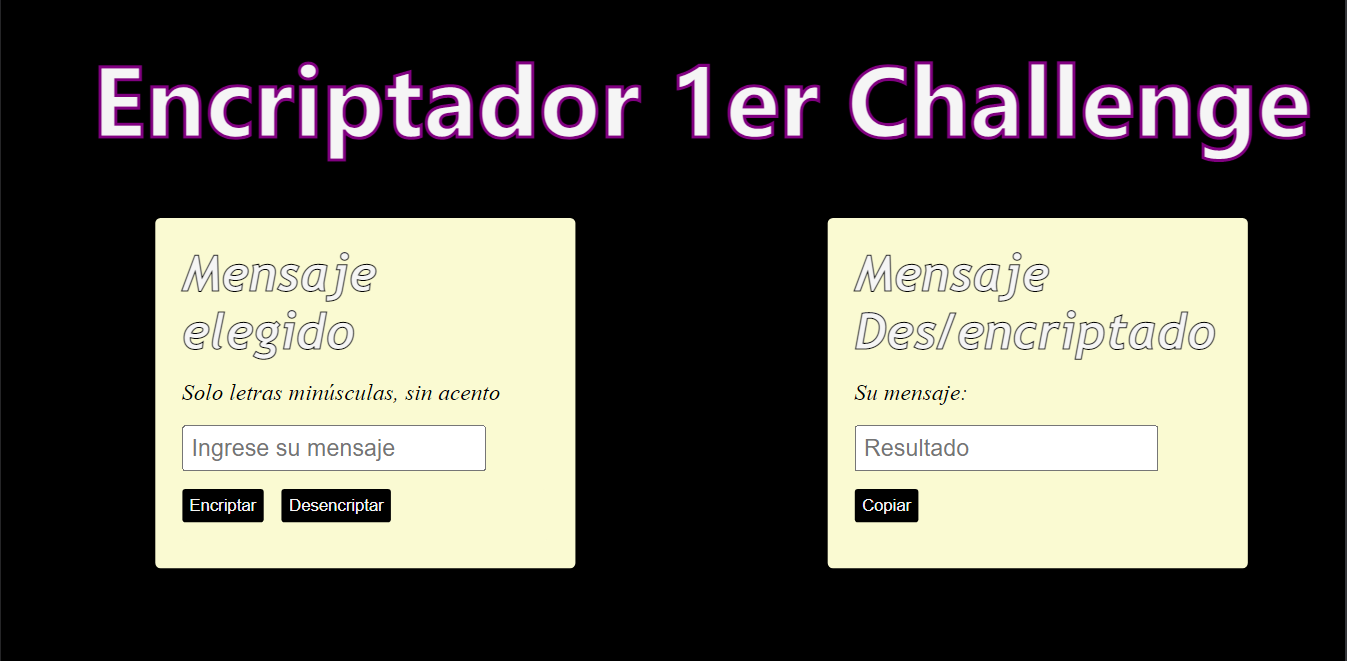 Encriptador 1er Challenge
Mensaje
elegido
Solo letras minúsculas, sin acento
Ingrese su mensaje
Encriptar Desencriptar
Mensaje
Des/encriptado
Su mensaje:
Resultado
Copiar